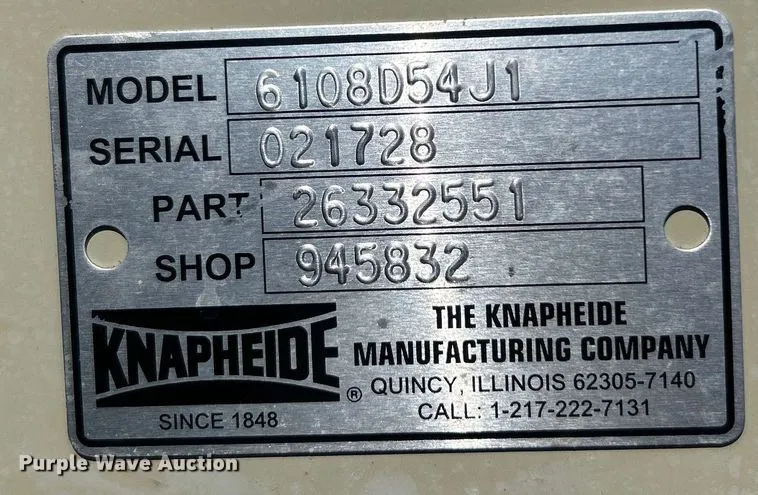 MODEL 6108D54J1
SERIAL 021728
PART 26332551
SHOP 945832
KNAPHEIDE ®
SINCE 1848
THE KNAPHEIDE
MANUFACTURING COMPANY
QUINCY, ILLINOIS 62305-7140
CALL: 1-217-222-7131
Purple Wave Auction